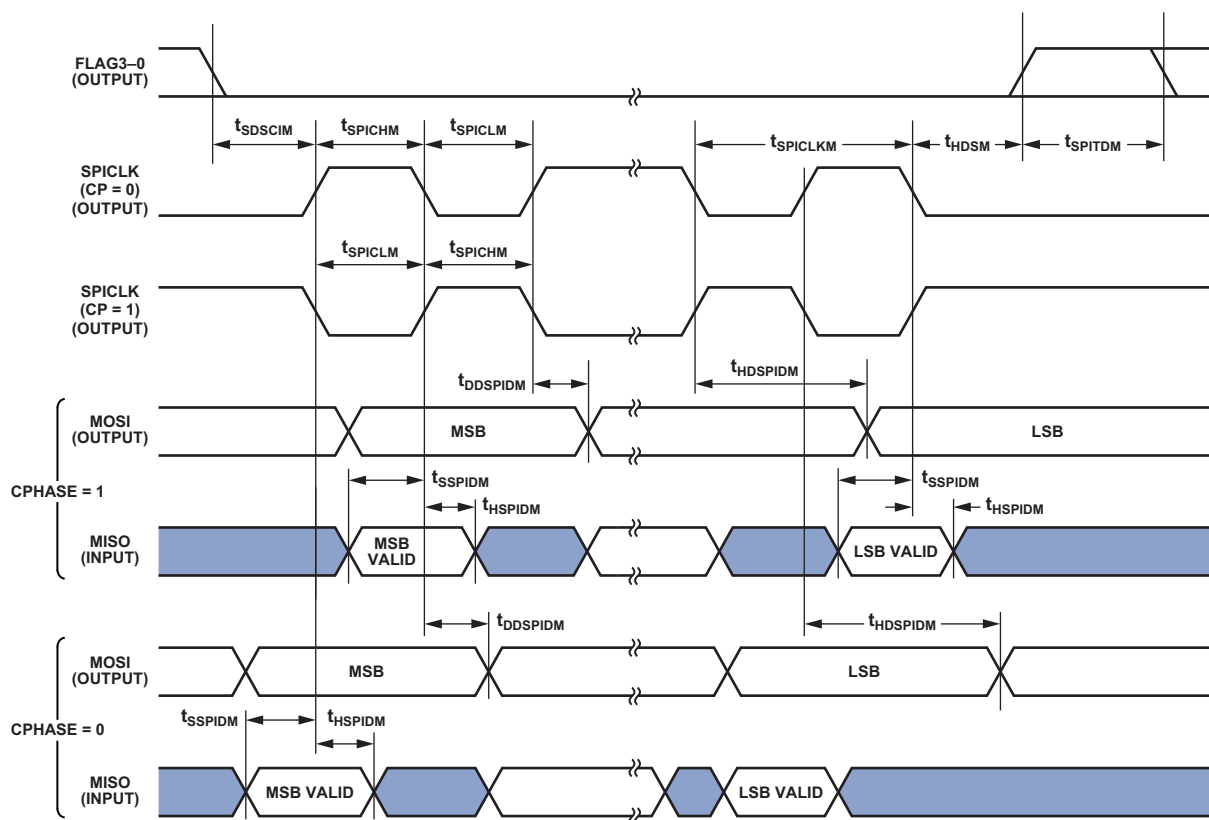 FLAG3–0
(OUTPUT)
tSDSCIM
tSPICHM
tSPICLM
tSPICLKM
tHDSM
tSPITDM
SPICLK
(CP = 0)
(OUTPUT)
tSPICLM
tSPICHM
SPICLK
(CP = 1)
(OUTPUT)
tDDSPIDM
tHDSPIDM
CPHASE = 1
MOSI
(OUTPUT)
MSB
LSB
tSSPIDM
tSSPIDM
tHSPIDM
tHSPIDM
MISO
(INPUT)
MSB
VALID
LSB VALID
tDDSPIDM
tHDSPIDM
CPHASE = 0
MOSI
(OUTPUT)
MSB
LSB
tSSPIDM
tHSPIDM
MISO
(INPUT)
MSB VALID
LSB VALID